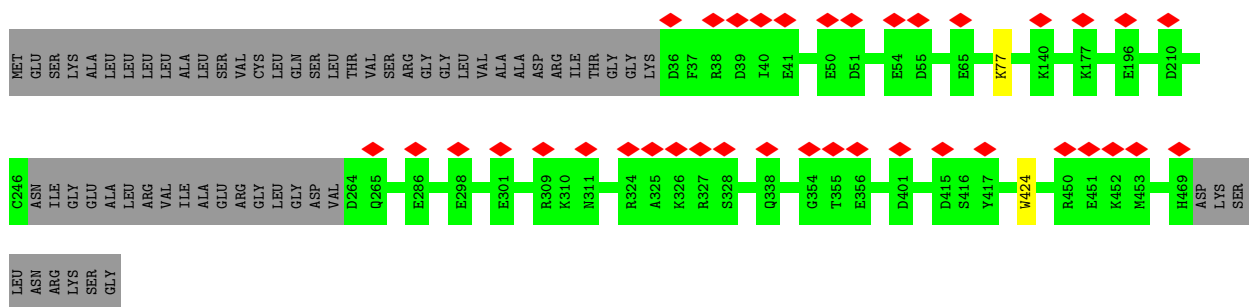 MET GLU SER LYS ALA LEU LEU LEU LEU ALA LEU SER VAL CYS LEU GLN SER LEU THR VAL SER ARG GLY GLY LEU VAL ALA ALA ASP ARG ILE THR GLY GLY LYS D36 F37 R38 D39 I40 E41 E50 D51 E54 D55 E65 K77 K140 K177 E196 D210
C246 ASN ILE GLY GLU ALA LEU ARG VAL ILE ALA GLU ARG GLY LEU GLY ASP VAL D264 Q265 E286 E298 E301 R309 K310 N311 R324 A325 K326 R327 S328 Q338 G354 T355 E356 D401 D415 S416 Y417 W424 R450 E451 K452 M453 H469 ASP LYS SER
LEU ASN ARG LYS SER GLY